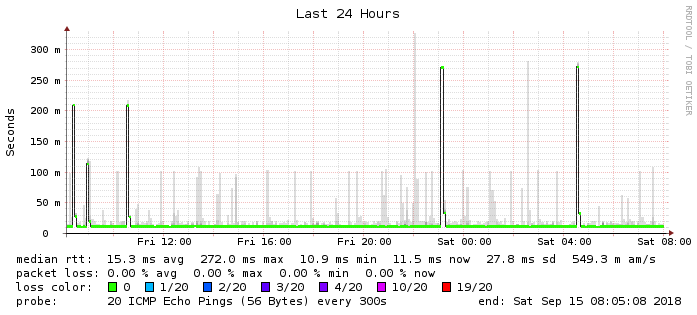 Last 24 Hours
RRDTOOL / TOBI OETIKER
Seconds
300 m
250 m
200 m
150 m
100 m
50 m
0
Fri 12:00 Fri 16:00 Fri 20:00 Sat 00:00 Sat 04:00 Sat 08:00
median rtt: 15.3 ms avg 272.0 ms max 10.9 ms min 11.5 ms now 27.8 ms sd 549.3 m am/s
packet loss: 0.00 % avg 0.00 % max 0.00 % min 0.00 % now
loss color: 0 1/20 2/20 3/20 4/20 10/20 19/20
probe: 20 ICMP Echo Pings (56 Bytes) every 300s end: Sat Sep 15 08:05:08 2018